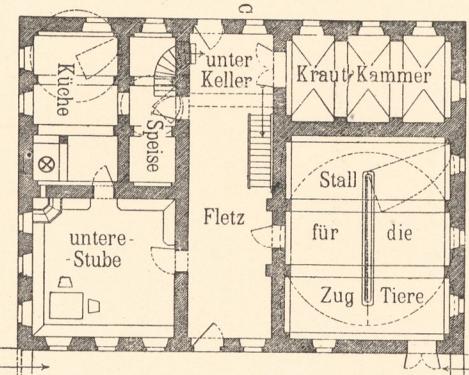 C
unter
Keller
Kraut Kammer
Küche
Speise
Stall
für die
Zug Tiere
Fletz
untere-
Stube